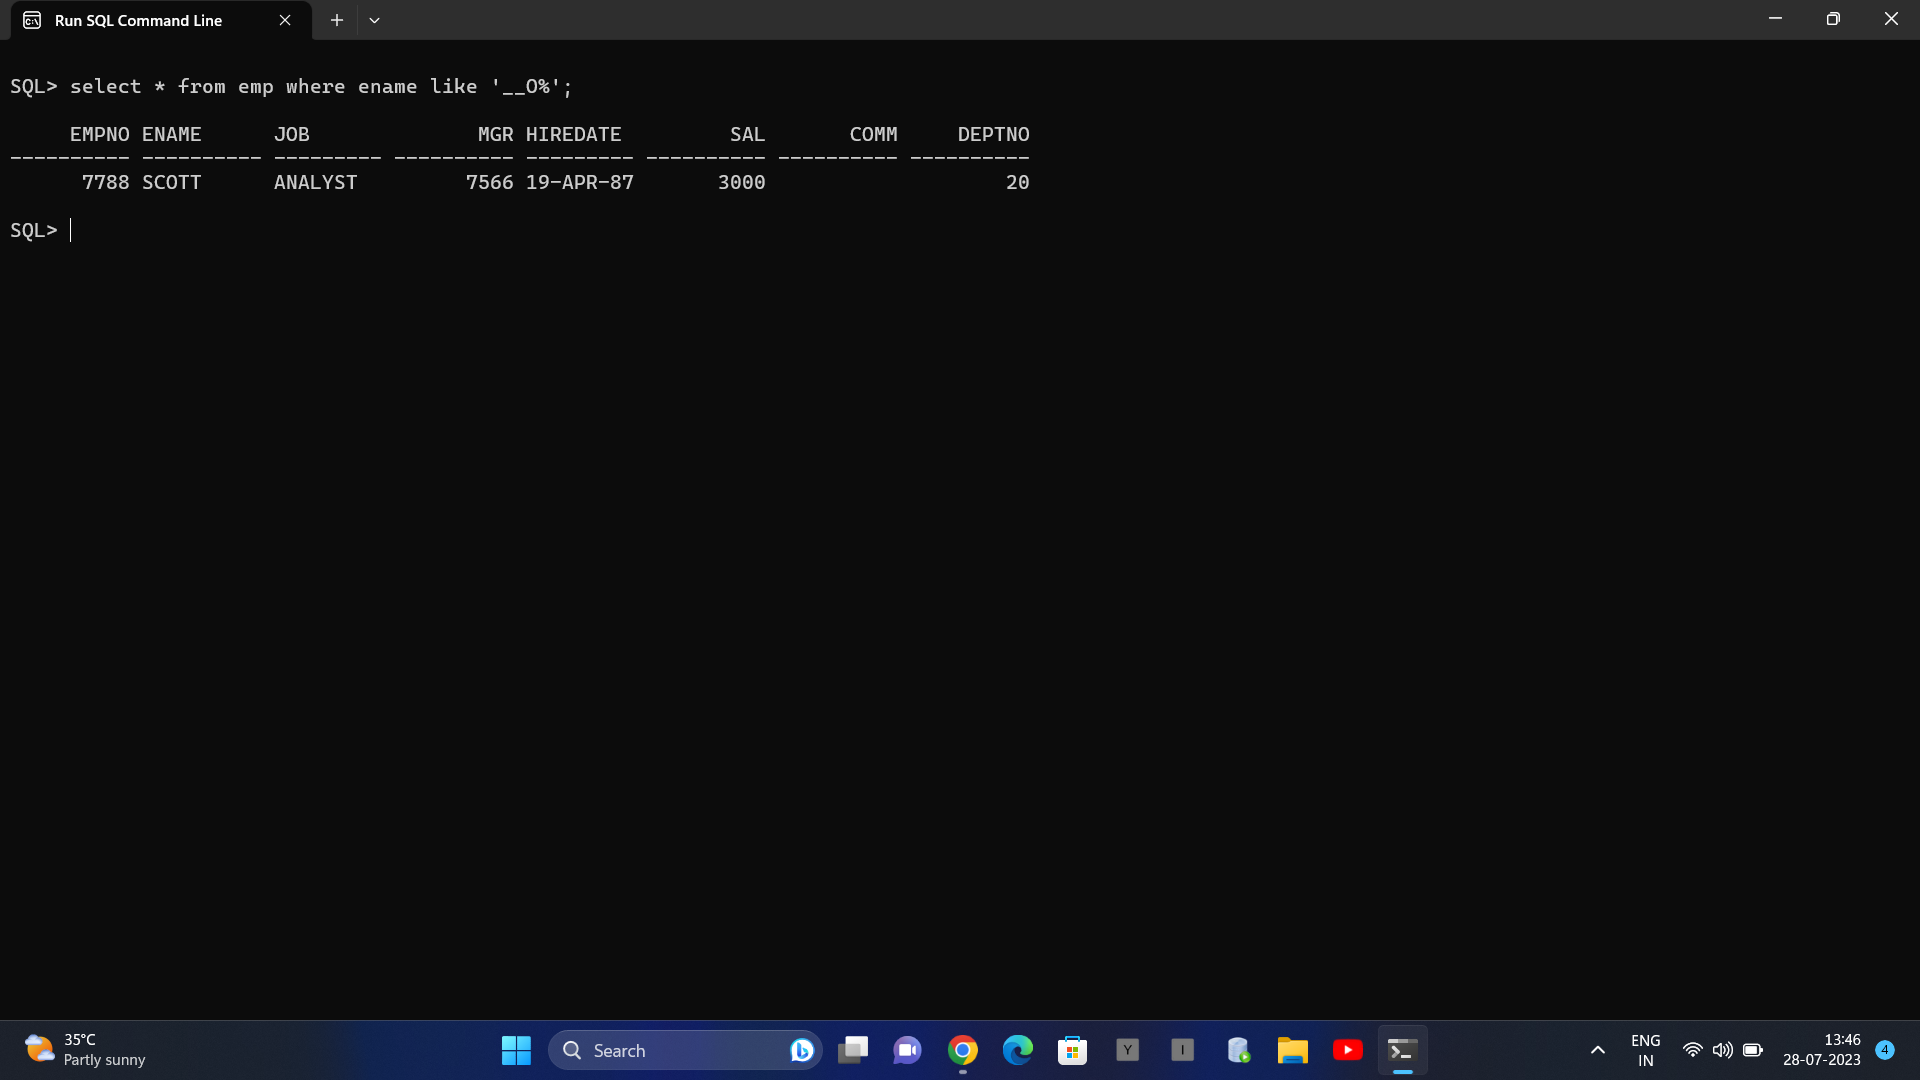 Run SQL Command Line
SQL> select * from emp where ename like '__O%';
     EMPNO ENAME      JOB              MGR HIREDATE         SAL       COMM     DEPTNO
---------- ---------- --------- ---------- --------- ---------- ---------- ----------
      7788 SCOTT      ANALYST         7566 19-APR-87       3000                    20
SQL>
35°C
Partly sunny
Search
Y
I
ENG
IN
13:46
28-07-2023
4